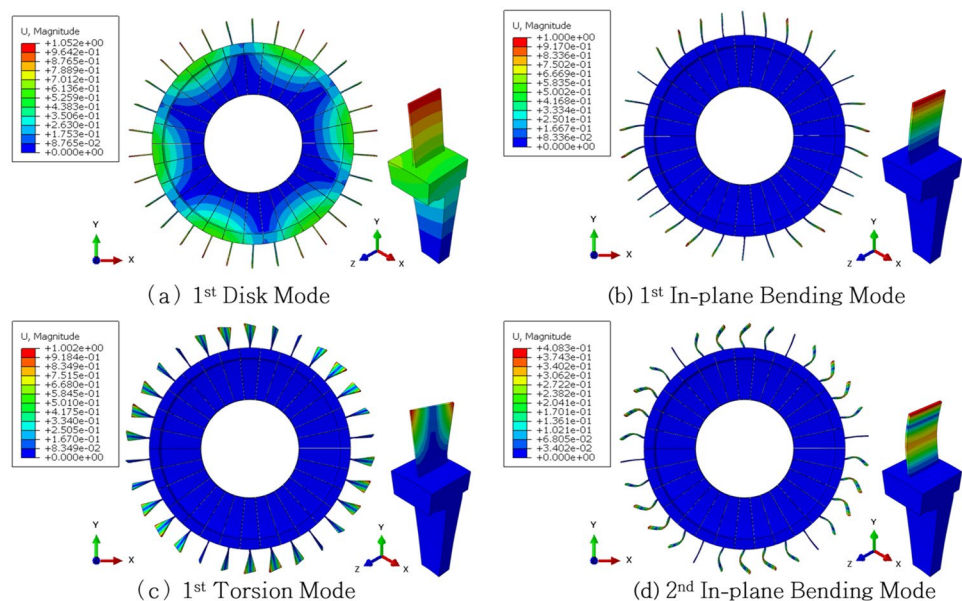 U, Magnitude
+1.052e+00
+9.642e-01
+8.765e-01
+7.889e-01
+7.012e-01
+6.136e-01
+5.259e-01
+4.383e-01
+3.506e-01
+2.630e-01
+1.753e-01
+8.765e-02
+0.000e+00
Y
X
Y
Z
X
(a) 1st Disk Mode
U, Magnitude
+1.000e+00
+9.170e-01
+8.336e-01
+7.502e-01
+6.669e-01
+5.835e-01
+5.002e-01
+4.168e-01
+3.334e-01
+2.501e-01
+1.667e-01
+8.336e-02
+0.000e+00
Y
X
Y
Z
X
(b) 1st In-plane Bending Mode
U, Magnitude
+1.002e+00
+9.184e-01
+8.349e-01
+7.515e-01
+6.680e-01
+5.845e-01
+5.010e-01
+4.175e-01
+3.340e-01
+2.505e-01
+1.670e-01
+8.349e-02
+0.000e+00
Y
X
Y
Z
X
(c) 1st Torsion Mode
U, Magnitude
+4.083e-01
+3.743e-01
+3.402e-01
+3.062e-01
+2.722e-01
+2.382e-01
+2.041e-01
+1.701e-01
+1.361e-01
+1.021e-01
+6.805e-02
+3.402e-02
+0.000e+00
Y
X
Y
Z
X
(d) 2nd In-plane Bending Mode